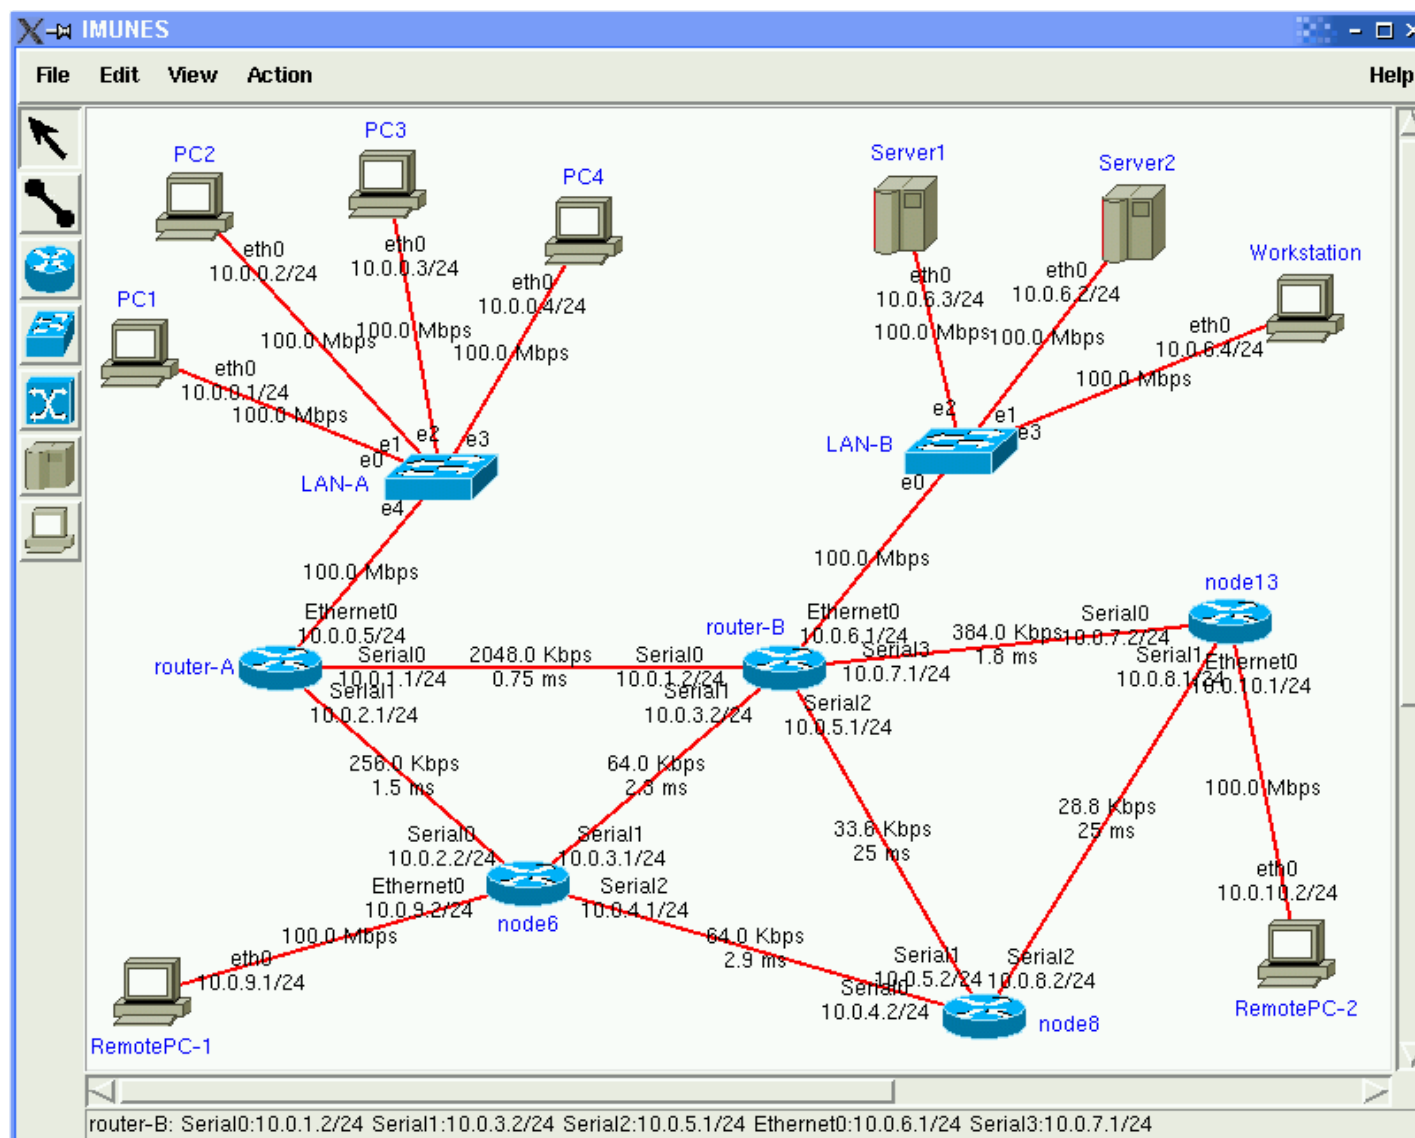 IMUNES
File Edit View Action Help
PC3
PC2
Server1
Server2
PC4
eth0
10.0.0.3/24
eth0
10.0.0.2/24
Workstation
eth0
10.0.0.4/24
eth0
10.0.6.3/24
eth0
10.0.6.2/24
PC1
eth0
10.0.6.4/24
100.0 Mbps
100.0 Mbps
100.0 Mbps
100.0 Mbps
100.0 Mbps
eth0
10.0.0.1/24
100.0 Mbps
100.0 Mbps
e0
e1
e2
e3
LAN-A
e4
e2
e1
e3
LAN-B
e0
100.0 Mbps
100.0 Mbps
node13
Ethernet0
10.0.0.5/24
router-A
router-B
Ethernet0
10.0.6.1/24
Serial0
10.0.1.1/24
2048.0 Kbps
0.75 ms
Serial0
10.0.1.2/24
Serial3
10.0.7.1/24
384.0 Kbps
1.8 ms
Serial0
10.0.7.2/24
Serial1
10.0.8.1/24
Ethernet0
10.0.10.1/24
Serial1
10.0.2.1/24
Serial1
10.0.3.2/24
Serial2
10.0.5.1/24
256.0 Kbps
1.5 ms
64.0 Kbps
ms
33.6 Kbps
25 ms
28.8 Kbps
25 ms
100.0 Mbps
Serial0
10.0.2.2/24
Serial1
10.0.3.1/24
Ethernet0
10.0.9.2/24
Serial2
10.0.4.1/24
node6
eth0
10.0.10.2/24
100.0 Mbps
64.0 Kbps
2.9 ms
eth0
10.0.9.1/24
Serial1
10.0.5.2/24
Serial2
10.0.8.2/24
Serial0
10.0.4.2/24
node8
RemotePC-2
RemotePC-1
router-B: Serial0:10.0.1.2/24 Serial1:10.0.3.2/24 Serial2:10.0.5.1/24 Ethernet0:10.0.6.1/24 Serial3:10.0.7.1/24